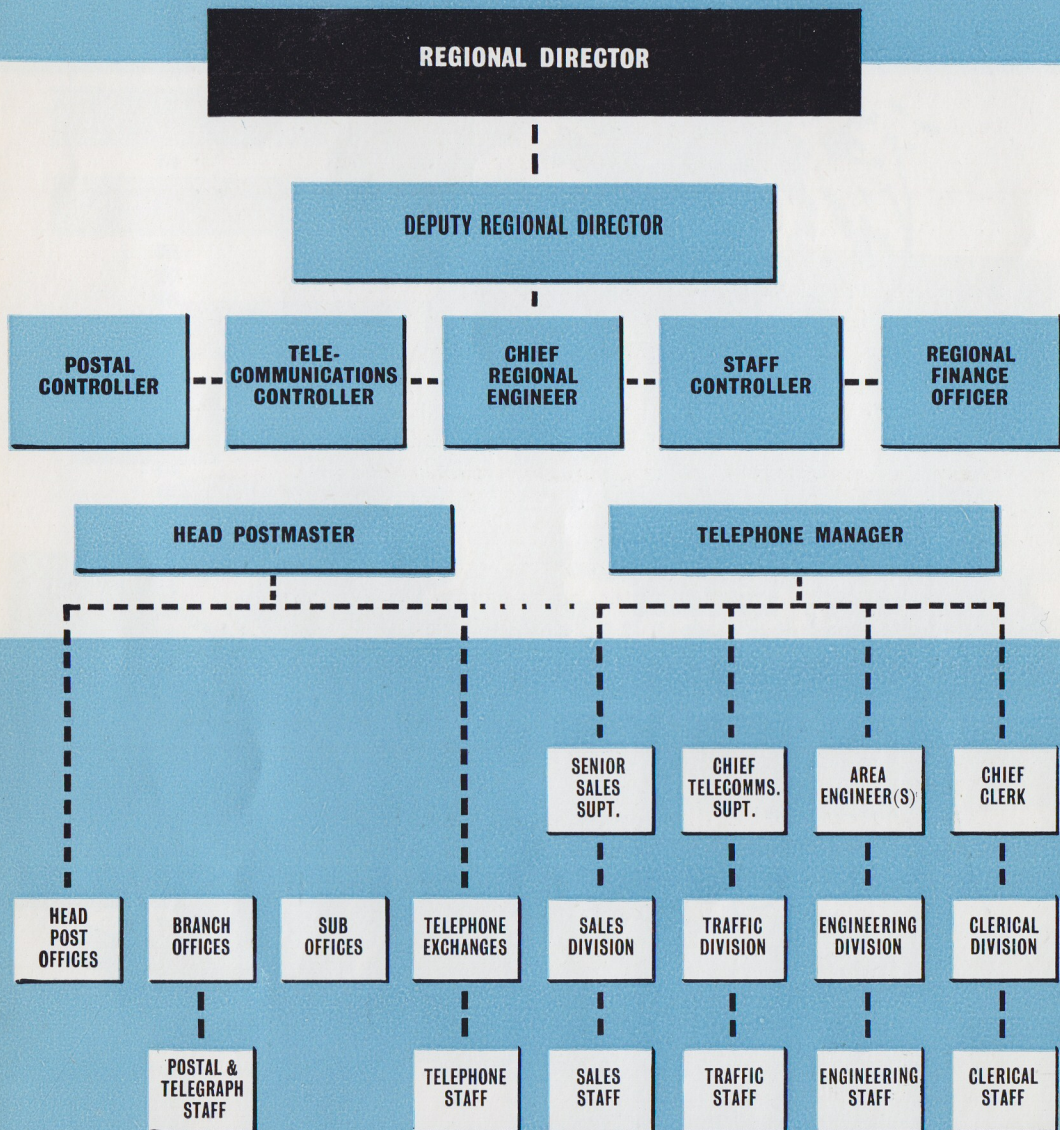 REGIONAL DIRECTOR
DEPUTY REGIONAL DIRECTOR
POSTAL
CONTROLLER
TELE-
COMMUNICATIONS
CONTROLLER
CHIEF
REGIONAL
ENGINEER
STAFF
CONTROLLER
REGIONAL
FINANCE
OFFICER
HEAD POSTMASTER
TELEPHONE MANAGER
SENIOR
SALES
SUPT.
CHIEF
TELECOMMS.
SUPT.
AREA
ENGINEER(S)
CHIEF
CLERK
HEAD
POST
OFFICES
BRANCH
OFFICES
SUB
OFFICES
TELEPHONE
EXCHANGES
SALES
DIVISION
TRAFFIC
DIVISION
ENGINEERING
DIVISION
CLERICAL
DIVISION
POSTAL &
TELEGRAPH
STAFF
TELEPHONE
STAFF
SALES
STAFF
TRAFFIC
STAFF
ENGINEERING
STAFF
CLERICAL
STAFF